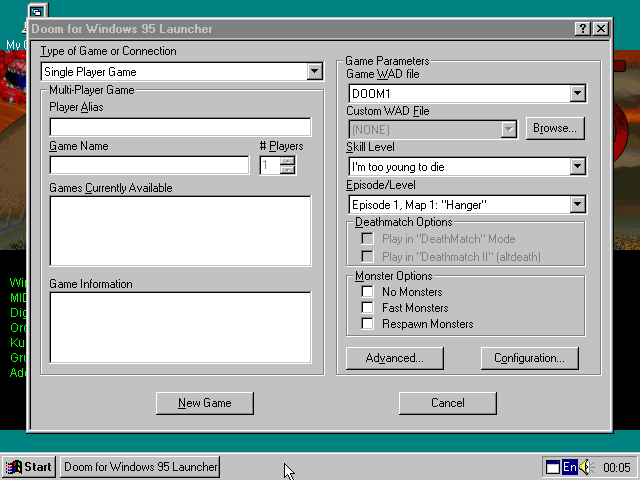 My
Doom for Windows 95 Launcher
Type of Game or Connection
Single Player Game
Multi-Player Game
Player Alias
Game Name
# Players
1
Games Currently Available
Game Information
Game Parameters
Game WAD file
DOOM1
Custom WAD File
(NONE)
Browse...
Skill Level
I'm too young to die
Episode/Level
Episode 1, Map 1: "Hanger"
Deathmatch Options
Play in "DeathMatch" Mode
Play in "Deathmatch II" (altdeath)
Monster Options
No Monsters
Fast Monsters
Respawn Monsters
Advanced...
Configuration...
New Game
Cancel
Start
Doom for Windows 95 Launcher
En
00:05